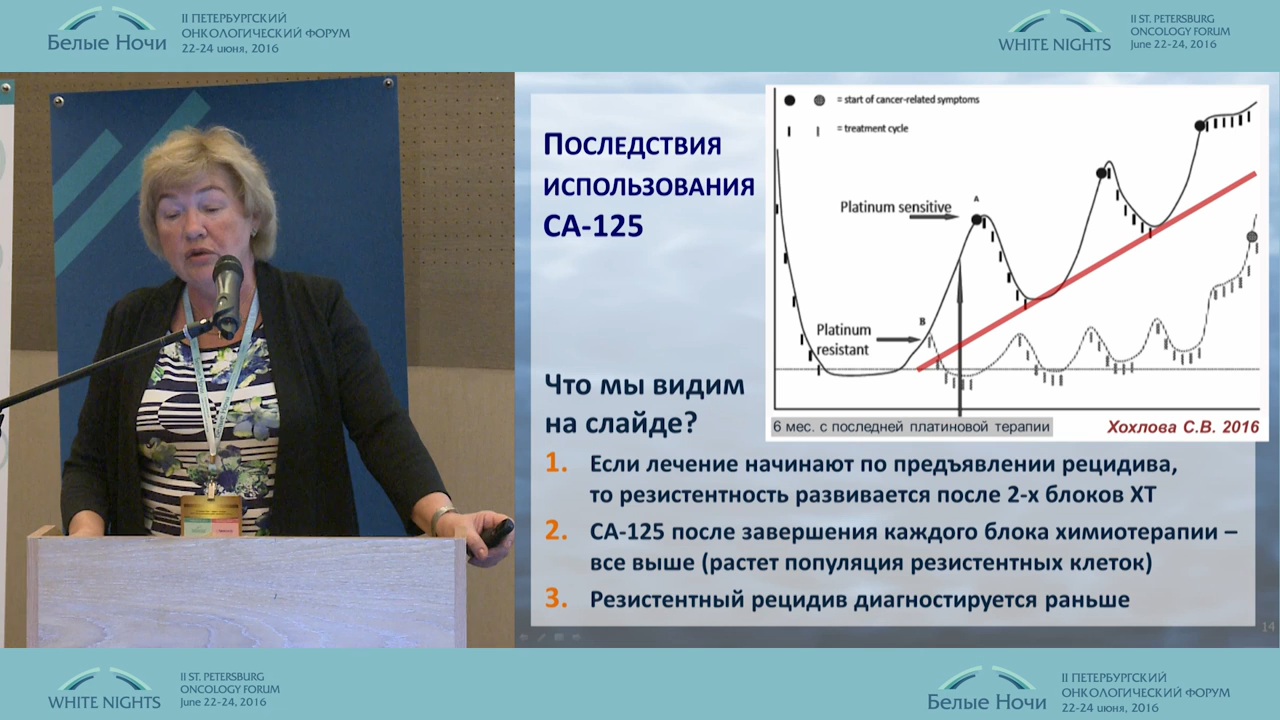 Белые Ночи
II ПЕТЕРБУРГСКИЙ
ОНКОЛОГИЧЕСКИЙ ФОРУМ
22-24 июня, 2016
WHITE NIGHTS
II ST. PETERSBURG
ONCOLOGY FORUM
June 22-24, 2016
ПОСЛЕДСТВИЯ
ИСПОЛЬЗОВАНИЯ
СА-125
= start of cancer-related symptoms
= treatment cycle
A
Platinum sensitive
B
Platinum
resistant
6 мес. с последней платиновой терапии
Хохлова С.В. 2016
Что мы видим
на слайде?
1. Если лечение начинают по предъявлении рецидива,
то резистентность развивается после 2-х блоков ХТ
2. СА-125 после завершения каждого блока химиотерапии –
все выше (растет популяция резистентных клеток)
3. Резистентный рецидив диагностируется раньше
14
WHITE NIGHTS
II ST. PETERSBURG
ONCOLOGY FORUM
June 22-24, 2016
Белые Ночи
II ПЕТЕРБУРГСКИЙ
ОНКОЛОГИЧЕСКИЙ ФОРУМ
22-24 июня, 2016